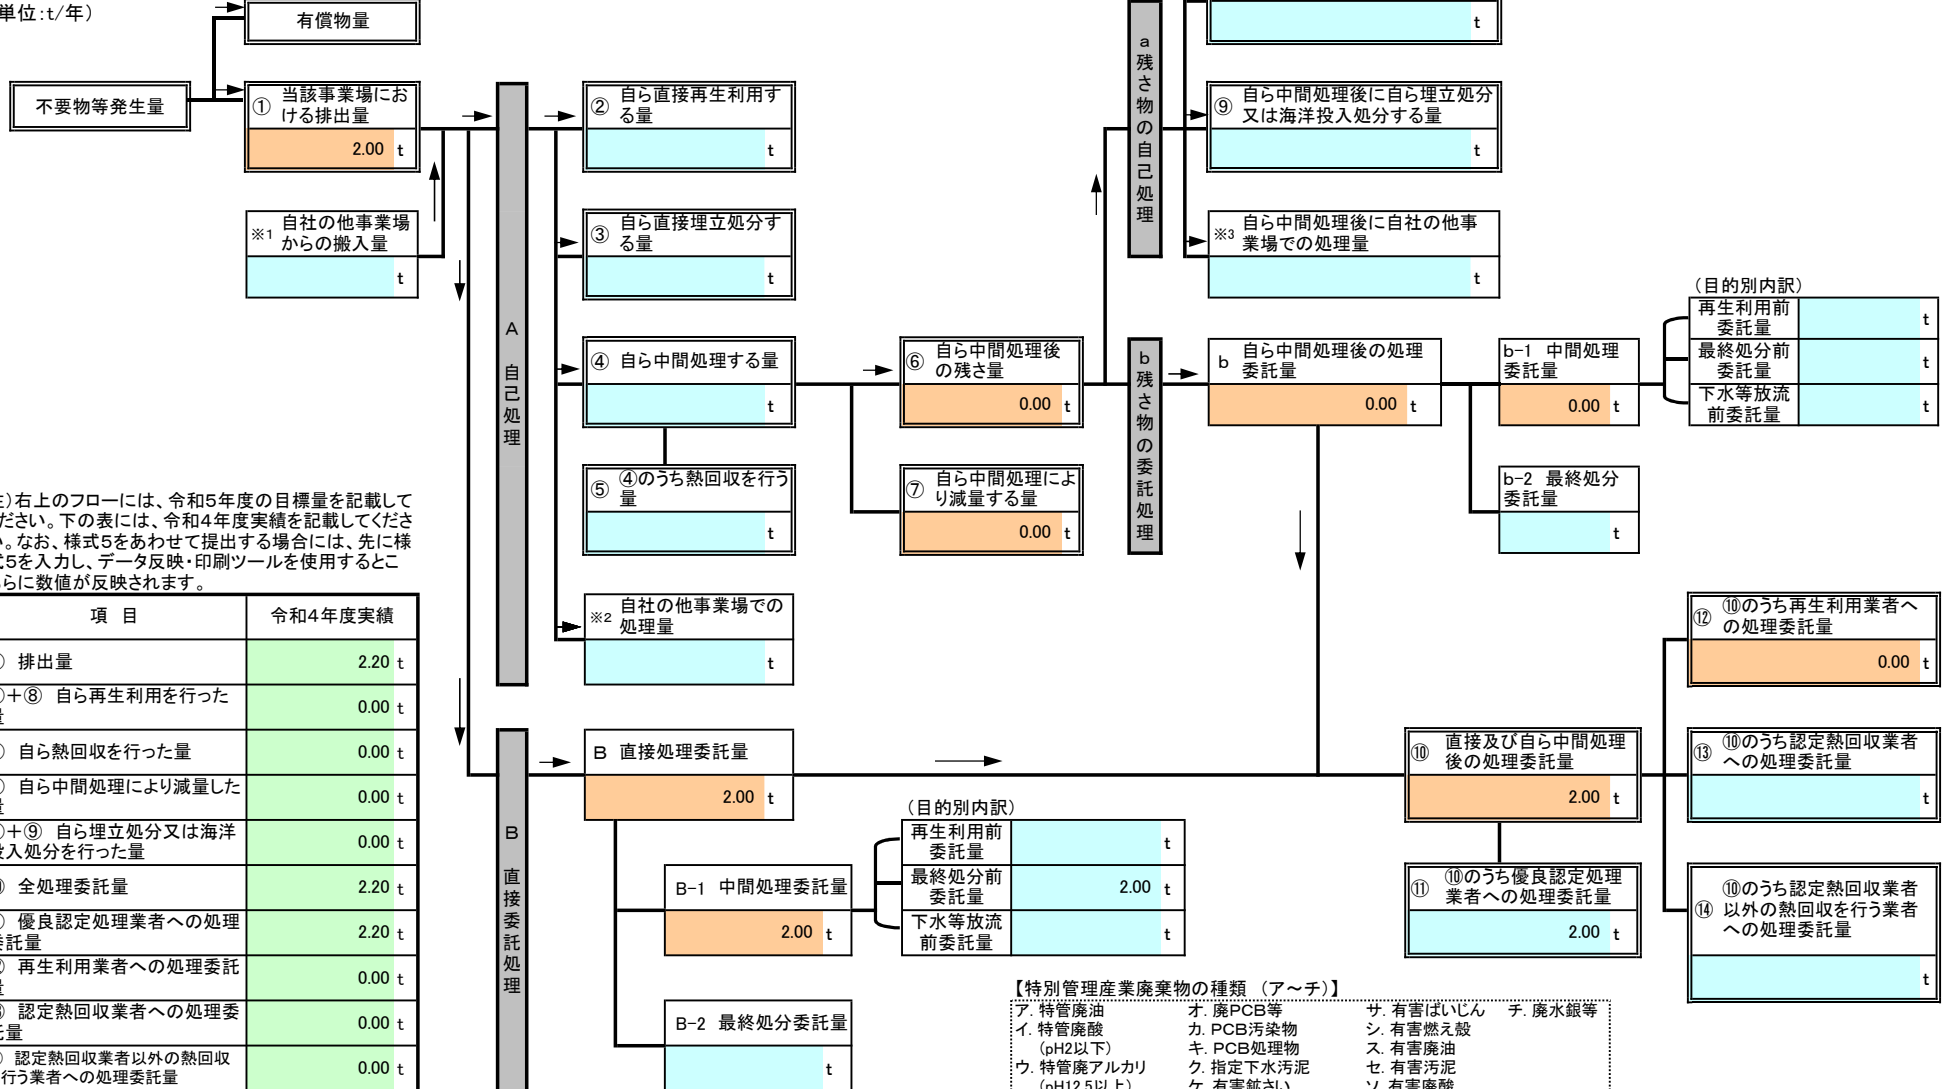 単位:t/年)
有償物量
不要物等発生量
① 当該事業場にお
ける排出量
2.00 t
※1 自社の他事業場
からの搬入量
t
A 自己処理
② 自ら直接再生利用す
る量
t
③ 自ら直接埋立処分す
る量
t
④ 自ら中間処理する量
t
⑤ ④のうち熱回収を行う
量
t
※2 自社の他事業場での
処理量
t
⑥ 自ら中間処理後
の残さ量
0.00 t
⑦ 自ら中間処理によ
り減量する量
0.00 t
a 残さ物の自己処理
t
⑨ 自ら中間処理後に自ら埋立処分
又は海洋投入処分する量
t
※3 自ら中間処理後に自社の他事
業場での処理量
t
b 残さ物の委託処理
b 自ら中間処理後の処理
委託量
0.00 t
b-1 中間処理
委託量
0.00 t
(目的別内訳)
再生利用前
委託量 t
最終処分前
委託量 t
下水等放流
前委託量 t
b-2 最終処分
委託量
t
)右上のフローには、令和5年度の目標量を記載して
ださい。下の表には、令和4年度実績を記載してくださ
。なお、様式5をあわせて提出する場合には、先に様
5を入力し、データ反映・印刷ツールを使用するとこ
らに数値が反映されます。
項 目 令和4年度実績
排出量 2.20 t
+⑧ 自ら再生利用を行った
0.00 t
自ら熱回収を行った量 0.00 t
自ら中間処理により減量した
0.00 t
+⑨ 自ら埋立処分又は海洋
入処分を行った量 0.00 t
全処理委託量 2.20 t
優良認定処理業者への処理
託量 2.20 t
再生利用業者への処理委託
0.00 t
認定熱回収業者への処理委
量 0.00 t
認定熱回収業者以外の熱回収
行う業者への処理委託量 0.00 t
B 直接委託処理
B 直接処理委託量
2.00 t
B-1 中間処理委託量
2.00 t
(目的別内訳)
再生利用前
委託量 t
最終処分前
委託量 2.00 t
下水等放流
前委託量 t
B-2 最終処分委託量
t
⑩ 直接及び自ら中間処理
後の処理委託量
2.00 t
⑪ ⑩のうち優良認定処理
業者への処理委託量
2.00 t
⑫ ⑩のうち再生利用業者へ
の処理委託量
0.00 t
⑬ ⑩のうち認定熱回収業者
への処理委託量
t
⑭ ⑩のうち認定熱回収業者
以外の熱回収を行う業者
への処理委託量
t
【特別管理産業廃棄物の種類 (ア～チ)】
ア. 特管廃油 オ. 廃PCB等 サ. 有害ばいじん チ. 廃水銀等
イ. 特管廃酸 カ. PCB汚染物 シ. 有害燃え殻
(pH2以下) キ. PCB処理物 ス. 有害廃油
ウ. 特管廃アルカリ ク. 指定下水汚泥 セ. 有害汚泥
(pH12.5以上) ケ. 有害鉱さい ソ. 有害廃酸